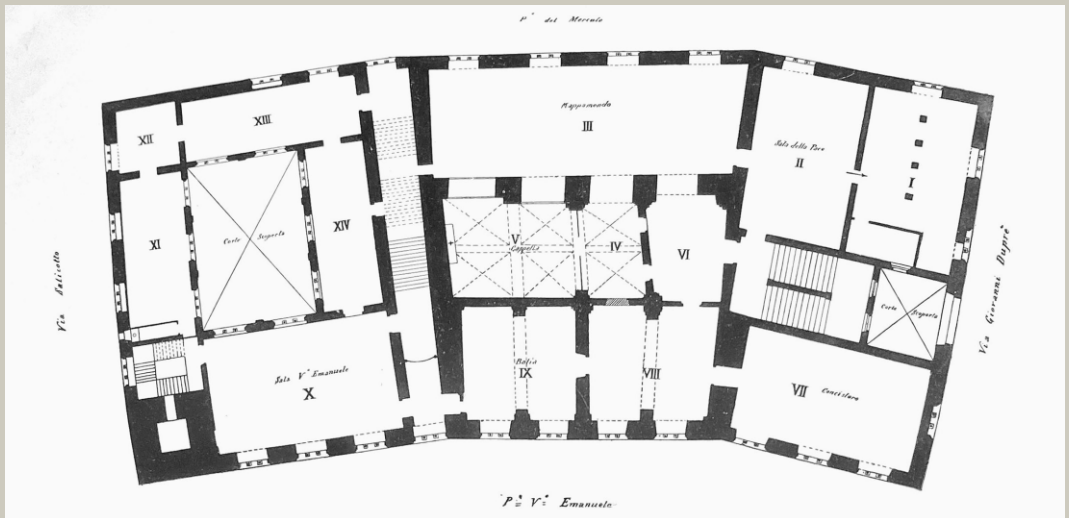 P.ª del Mercato
XII
XIII
Mappamondo
III
Sala della Pace
II
I
XI
Corte Scoperta
XIV
V
Cappella
IV
VI
Corte Scoperta
Via Salicotto
Via Giovanni Duprè
Sala V.º Emanuele
X
Balia
IX
VIII
VII
Concistoro
P.ª V.º Emanuele